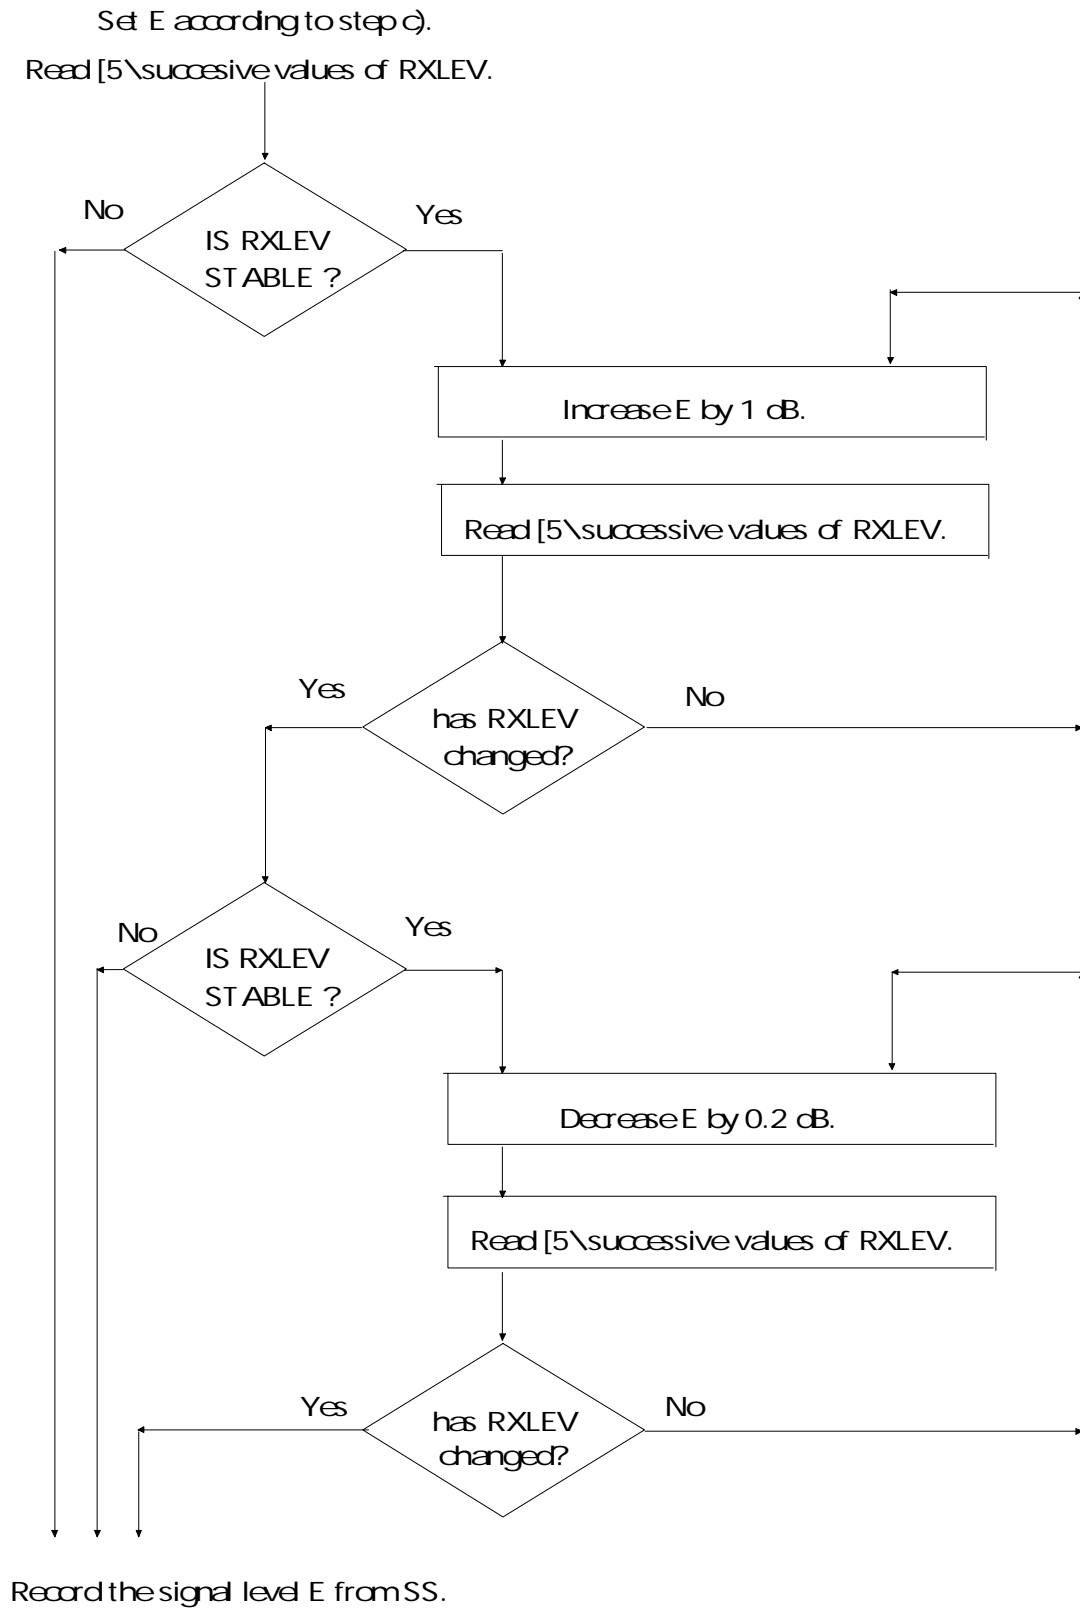 Set E according to step c).
Read [5\succesive values of RXLEV.
No
Yes
IS RXLEV
STABLE ?
Increase E by 1 dB.
Read [5\successive values of RXLEV.
Yes
No
has RXLEV
changed?
No
Yes
IS RXLEV
STABLE ?
Decrease E by 0.2 dB.
Read [5\successive values of RXLEV.
Yes
No
has RXLEV
changed?
Record the signal level E from SS.